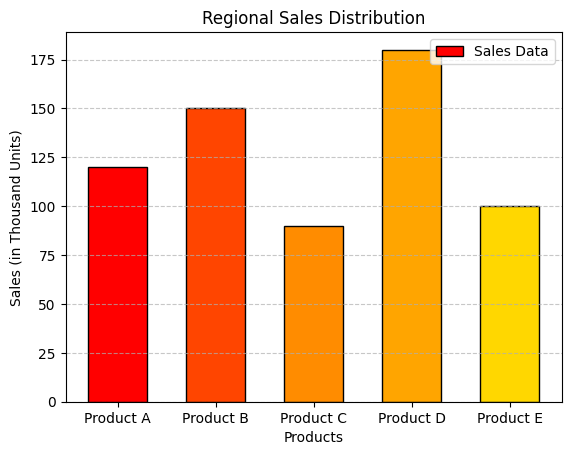 Regional Sales Distribution
Sales Data
Sales (in Thousand Units)
175
150
125
100
75
50
25
0
Product A Product B Product C Product D Product E
Products